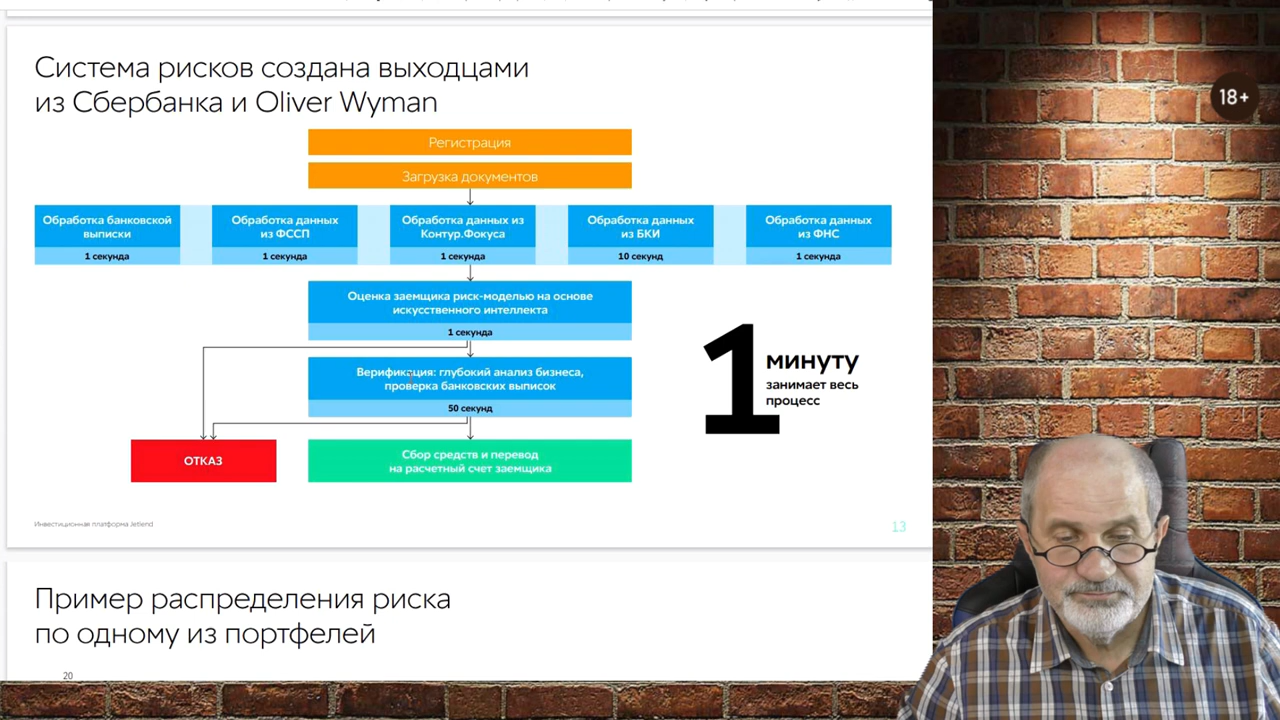 Система рисков создана выходцами
из Сбербанка и Oliver Wyman
18+
Регистрация
Загрузка документов
Обработка банковской
выписки
1 секунда
Обработка данных
из ФССП
1 секунда
Обработка данных из
Контур.Фокуса
1 секунда
Обработка данных
из БКИ
10 секунд
Обработка данных
из ФНС
1 секунда
Оценка заемщика риск-моделью на основе
искусственного интеллекта
1 секунда
Верификация: глубокий анализ бизнеса,
проверка банковских выписок
50 секунд
1 минуту
занимает весь
процесс
ОТКАЗ
Сбор средств и перевод
на расчетный счет заемщика
Инвестиционная платформа Jetlend
13
Пример распределения риска
по одному из портфелей
20